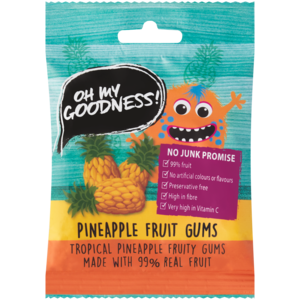 OH MY
GOODNESS!
NO JUNK PROMISE
99% fruit
No artificial colours or flavours
Preservative free
High in fibre
Very high in Vitamin C
PINEAPPLE FRUIT GUMS
TROPICAL PINEAPPLE FRUITY GUMS
MADE WITH 99% REAL FRUIT